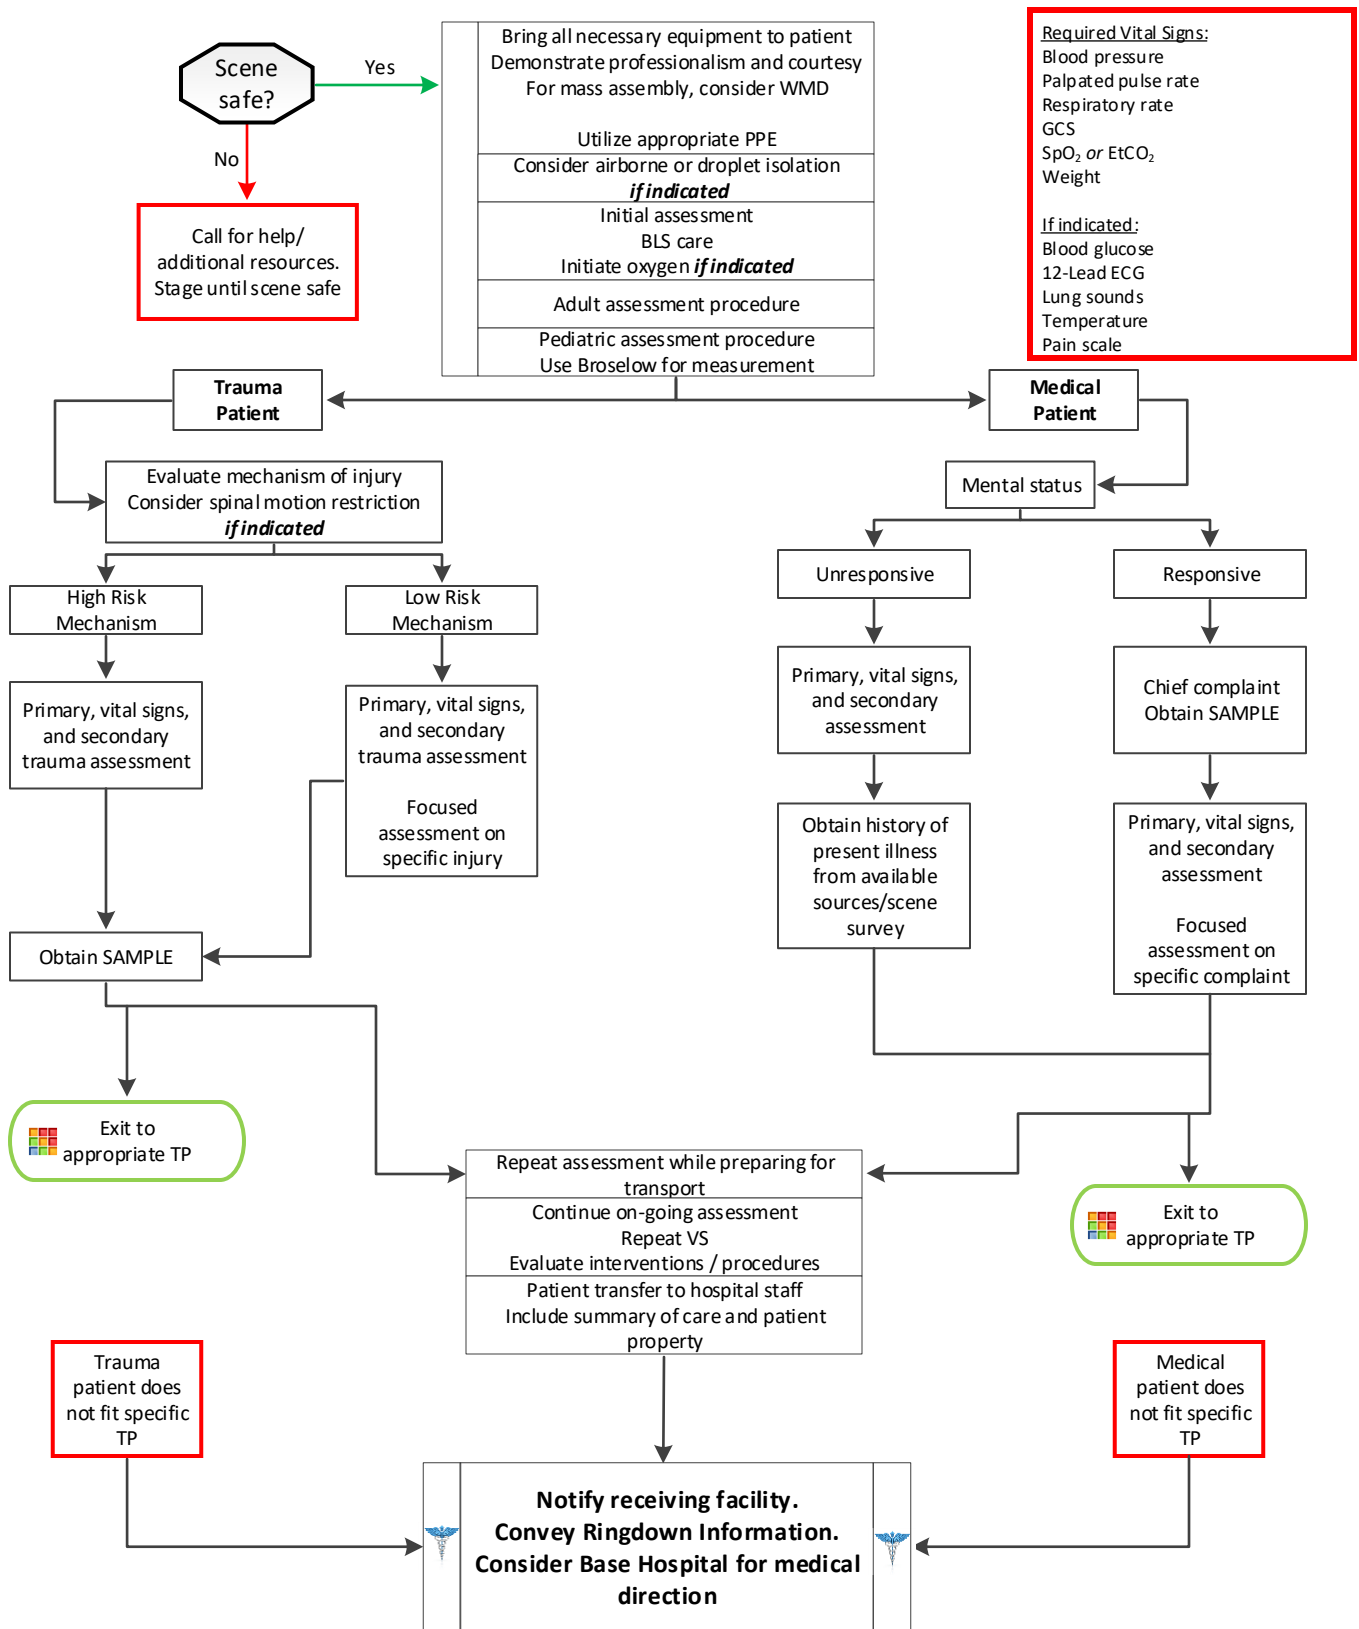 Scene
safe?
Yes
No
Call for help/
additional resources.
Stage until scene safe
Bring all necessary equipment to patient
Demonstrate professionalism and courtesy
For mass assembly, consider WMD
Utilize appropriate PPE
Consider airborne or droplet isolation
if indicated
Initial assessment
BLS care
Initiate oxygen if indicated
Adult assessment procedure
Pediatric assessment procedure
Use Broselow for measurement
Required Vital Signs:
Blood pressure
Palpated pulse rate
Respiratory rate
GCS
SpO₂ or EtCO₂
Weight
If indicated:
Blood glucose
12-Lead ECG
Lung sounds
Temperature
Pain scale
Trauma
Patient
Medical
Patient
Evaluate mechanism of injury
Consider spinal motion restriction
if indicated
Mental status
High Risk
Mechanism
Low Risk
Mechanism
Unresponsive
Responsive
Primary, vital signs,
and secondary
trauma assessment
Primary, vital signs,
and secondary
trauma assessment
Focused
assessment on
specific injury
Primary, vital signs,
and secondary
assessment
Chief complaint
Obtain SAMPLE
Obtain history of
present illness
from available
sources/scene
survey
Primary, vital signs,
and secondary
assessment
Focused
assessment on
specific complaint
Obtain SAMPLE
Exit to
appropriate TP
Repeat assessment while preparing for
transport
Continue on-going assessment
Repeat VS
Evaluate interventions / procedures
Patient transfer to hospital staff
Include summary of care and patient
property
Exit to
appropriate TP
Trauma
patient does
not fit specific
TP
Medical
patient does
not fit specific
TP
Notify receiving facility.
Convey Ringdown Information.
Consider Base Hospital for medical
direction